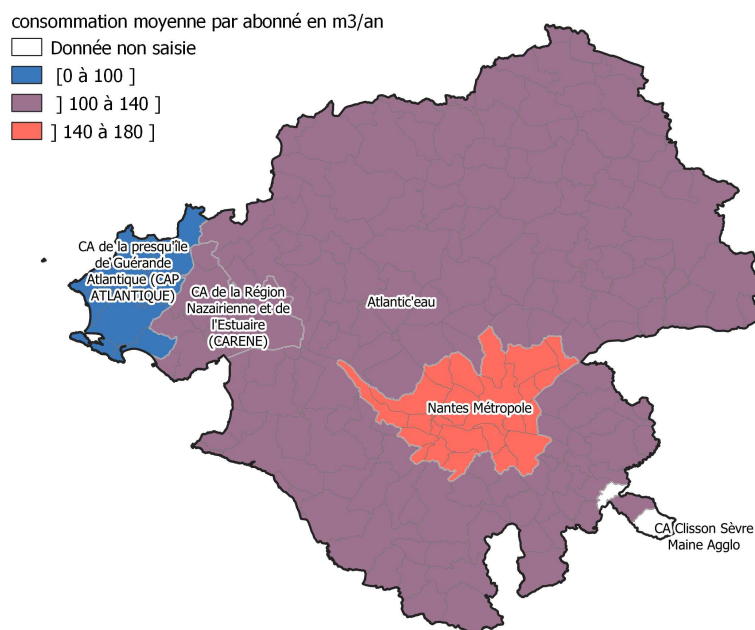 consommation moyenne par abonné en m3/an
Donnée non saisie
[0 à 100 ]
] 100 à 140 ]
] 140 à 180 ]
CA de la presqu'île
de Guérande
Atlantique (CAP
ATLANTIQUE)
CA de la Région
Nazairienne et de
l'Estuaire
(CARENE)
Atlantic'eau
Nantes Métropole
CA Clisson Sèvre
Maine Agglo